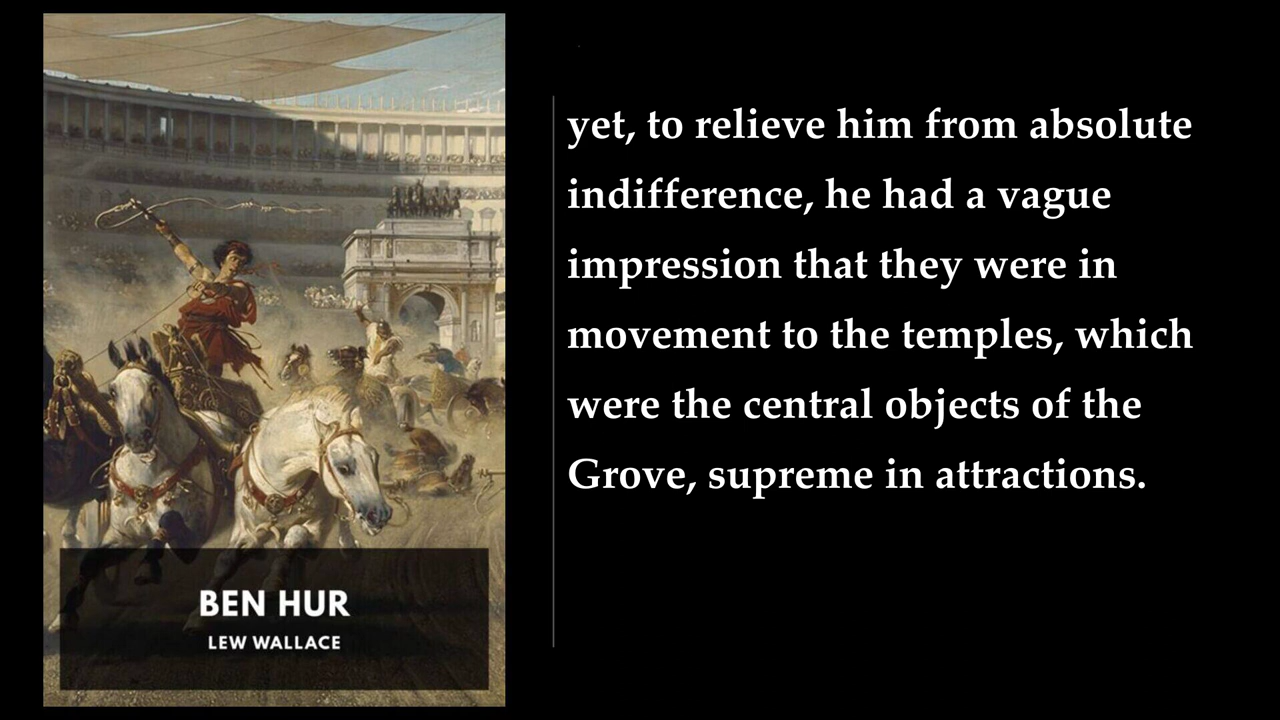 BEN HUR
LEW WALLACE
yet, to relieve him from absolute
indifference, he had a vague
impression that they were in
movement to the temples, which
were the central objects of the
Grove, supreme in attractions.